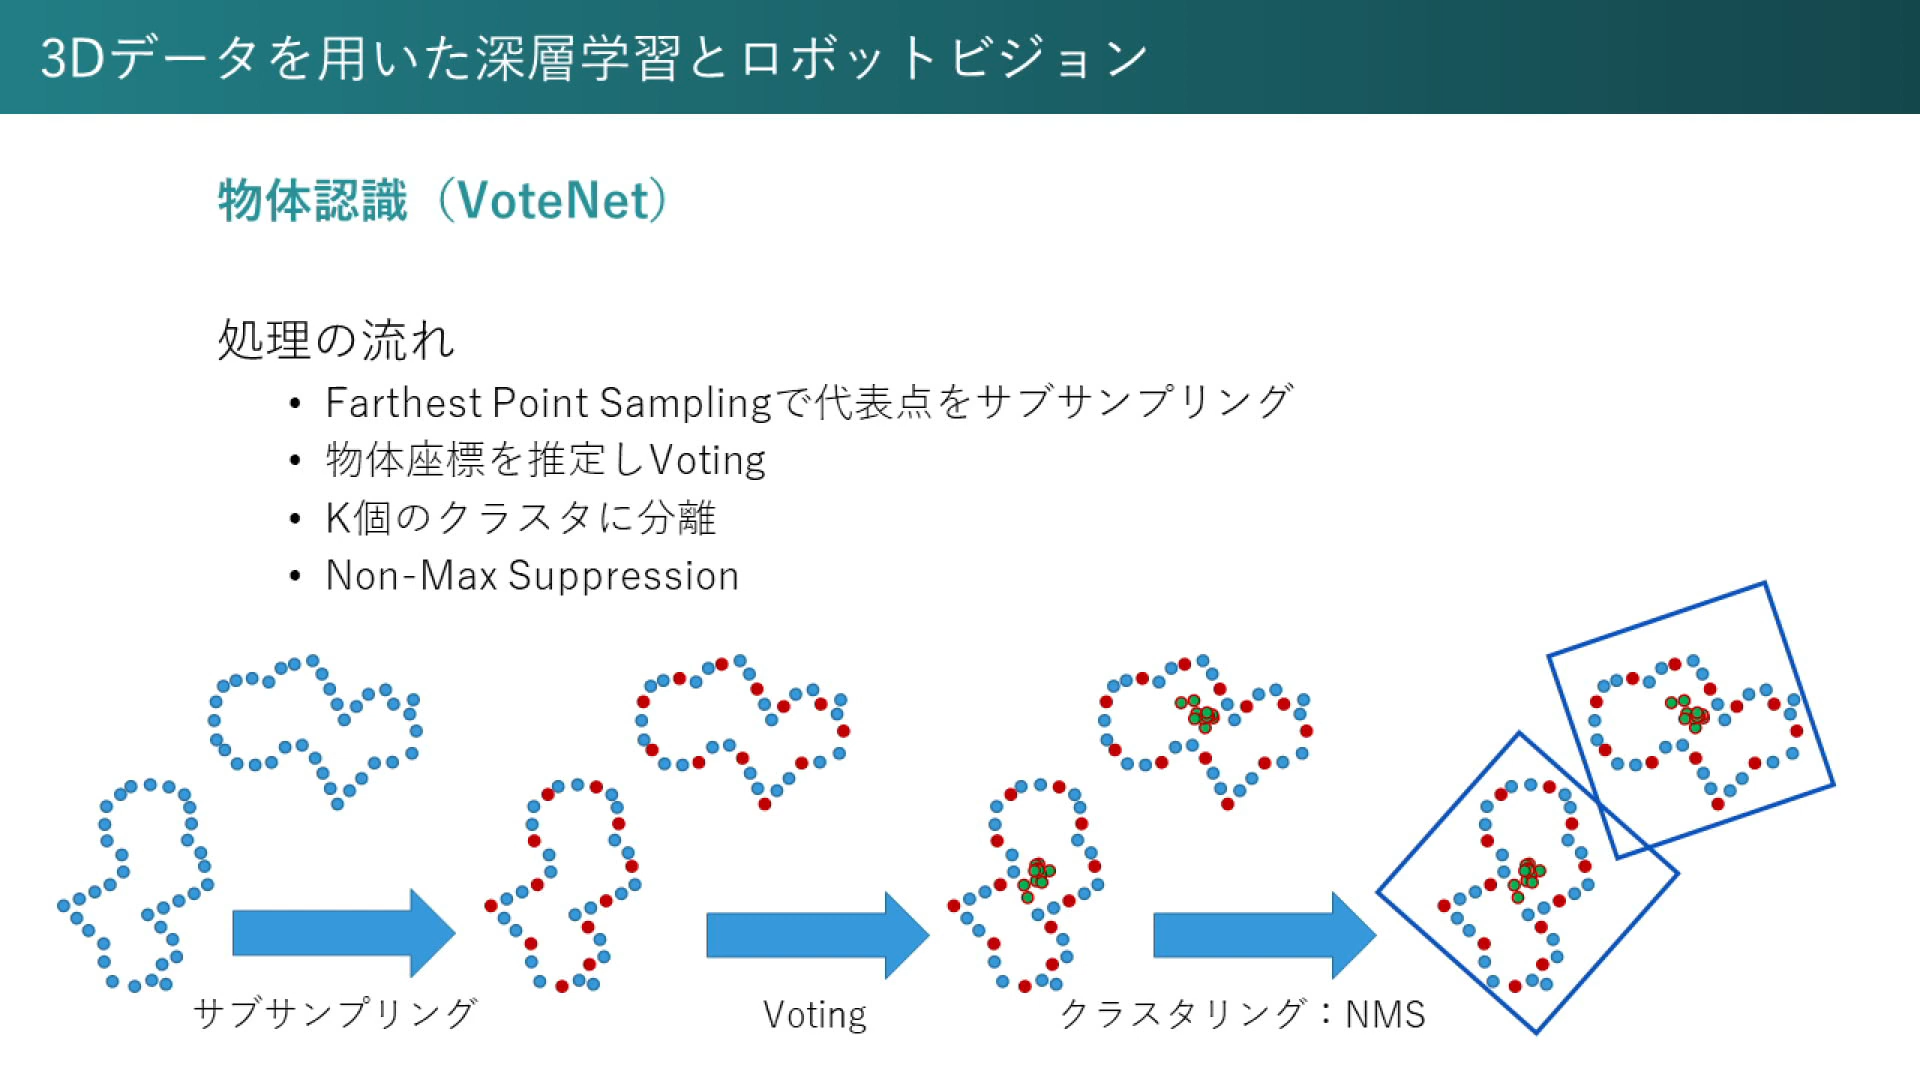 3Dデータを用いた深層学習とロボットビジョン
物体認識（VoteNet）
処理の流れ
• Farthest Point Samplingで代表点をサブサンプリング
• 物体座標を推定しVoting
• K個のクラスタに分離
• Non-Max Suppression
サブサンプリング
Voting
クラスタリング：NMS